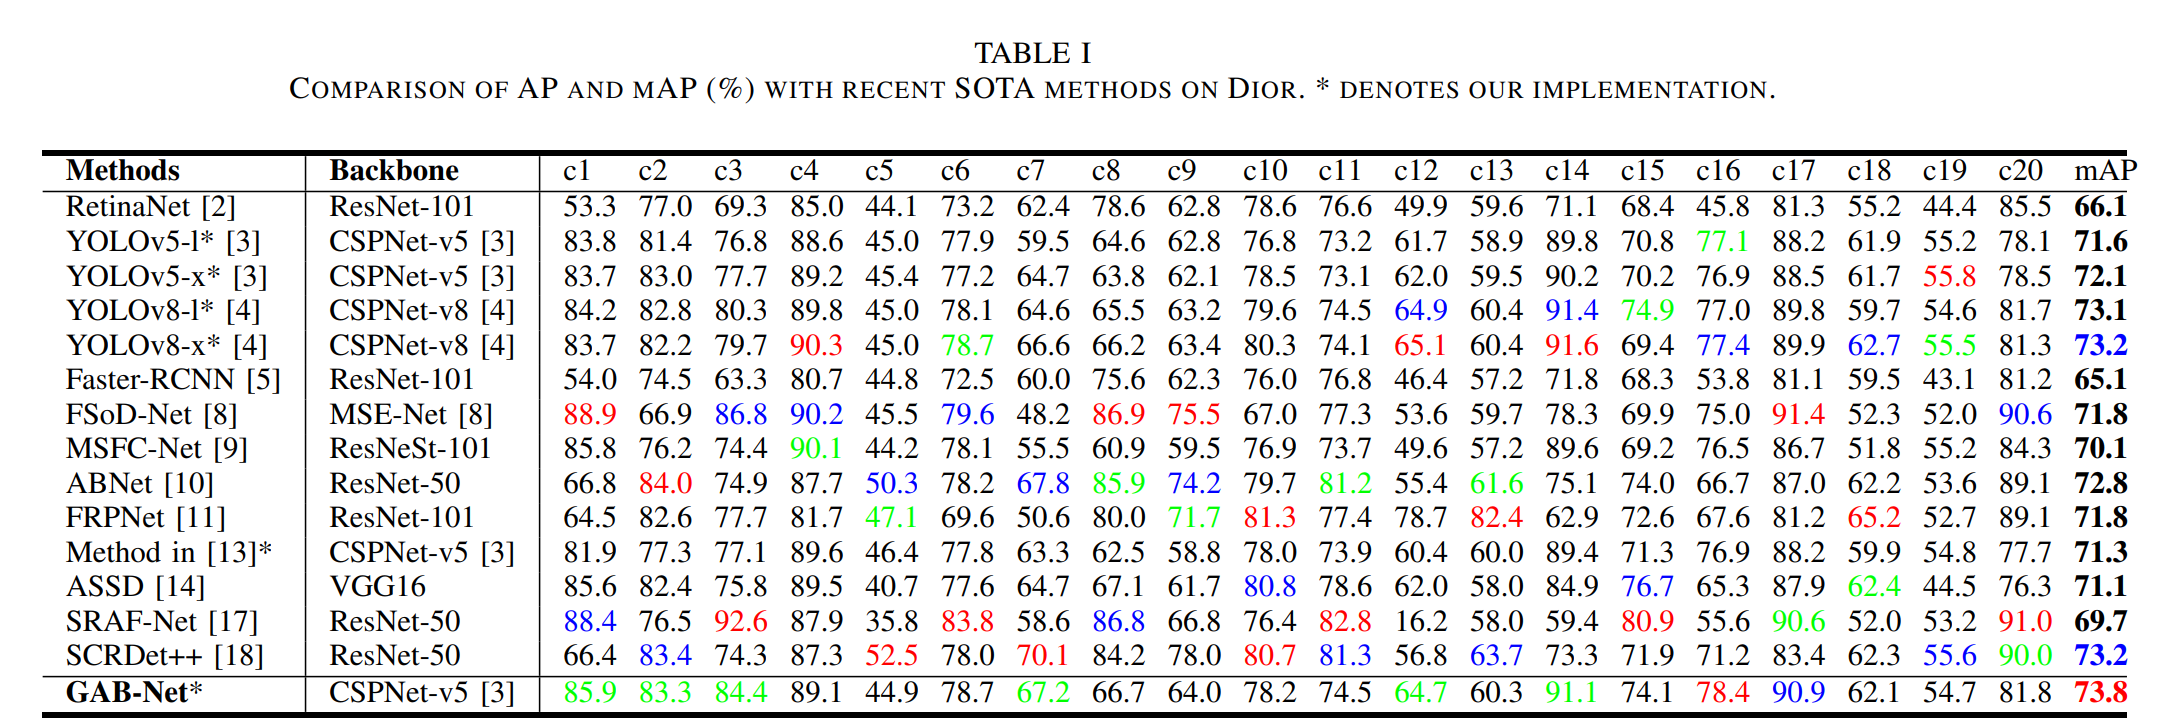 TABLE I
COMPARISON OF AP AND MAP (%) WITH RECENT SOTA METHODS ON DIOR. * DENOTES OUR IMPLEMENTATION.
Methods Backbone c1 c2 c3 c4 c5 c6 c7 c8 c9 c10 c11 c12 c13 c14 c15 c16 c17 c18 c19 c20 mAP
RetinaNet [2] ResNet-101 53.3 77.0 69.3 85.0 44.1 73.2 62.4 78.6 62.8 78.6 76.6 49.9 59.6 71.1 68.4 45.8 81.3 55.2 44.4 85.5 66.1
YOLOv5-l* [3] CSPNet-v5 [3] 83.8 81.4 76.8 88.6 45.0 77.9 59.5 64.6 62.8 76.8 73.2 61.7 58.9 89.8 70.8 77.1 88.2 61.9 55.2 78.1 71.6
YOLOv5-x* [3] CSPNet-v5 [3] 83.7 83.0 77.7 89.2 45.4 77.2 64.7 63.8 62.1 78.5 73.1 62.0 59.5 90.2 70.2 76.9 88.5 61.7 55.8 78.5 72.1
YOLOv8-l* [4] CSPNet-v8 [4] 84.2 82.8 80.3 89.8 45.0 78.1 64.6 65.5 63.2 79.6 74.5 64.9 60.4 91.4 74.9 77.0 89.8 59.7 54.6 81.7 73.1
YOLOv8-x* [4] CSPNet-v8 [4] 83.7 82.2 79.7 90.3 45.0 78.7 66.6 66.2 63.4 80.3 74.1 65.1 60.4 91.6 69.4 77.4 89.9 62.7 55.5 81.3 73.2
Faster-RCNN [5] ResNet-101 54.0 74.5 63.3 80.7 44.8 72.5 60.0 75.6 62.3 76.0 76.8 46.4 57.2 71.8 68.3 53.8 81.1 59.5 43.1 81.2 65.1
FSoD-Net [8] MSE-Net [8] 88.9 66.9 86.8 90.2 45.5 79.6 48.2 86.9 75.5 67.0 77.3 53.6 59.7 78.3 69.9 75.0 91.4 52.3 52.0 90.6 71.8
MSFC-Net [9] ResNeSt-101 85.8 76.2 74.4 90.1 44.2 78.1 55.5 60.9 59.5 76.9 73.7 49.6 57.2 89.6 69.2 76.5 86.7 51.8 55.2 84.3 70.1
ABNet [10] ResNet-50 66.8 84.0 74.9 87.7 50.3 78.2 67.8 85.9 74.2 79.7 81.2 55.4 61.6 75.1 74.0 66.7 87.0 62.2 53.6 89.1 72.8
FRPNet [11] ResNet-101 64.5 82.6 77.7 81.7 47.1 69.6 50.6 80.0 71.7 81.3 77.4 78.7 82.4 62.9 72.6 67.6 81.2 65.2 52.7 89.1 71.8
Method in [13]* CSPNet-v5 [3] 81.9 77.3 77.1 89.6 46.4 77.8 63.3 62.5 58.8 78.0 73.9 60.4 60.0 89.4 71.3 76.9 88.2 59.9 54.8 77.7 71.3
ASSD [14] VGG16 85.6 82.4 75.8 89.5 40.7 77.6 64.7 67.1 61.7 80.8 78.6 62.0 58.0 84.9 76.7 65.3 87.9 62.4 44.5 76.3 71.1
SRAF-Net [17] ResNet-50 88.4 76.5 92.6 87.9 35.8 83.8 58.6 86.8 66.8 76.4 82.8 16.2 58.0 59.4 80.9 55.6 90.6 52.0 53.2 91.0 69.7
SCRDet++ [18] ResNet-50 66.4 83.4 74.3 87.3 52.5 78.0 70.1 84.2 78.0 80.7 81.3 56.8 63.7 73.3 71.9 71.2 83.4 62.3 55.6 90.0 73.2
GAB-Net* CSPNet-v5 [3] 85.9 83.3 84.4 89.1 44.9 78.7 67.2 66.7 64.0 78.2 74.5 64.7 60.3 91.1 74.1 78.4 90.9 62.1 54.7 81.8 73.8